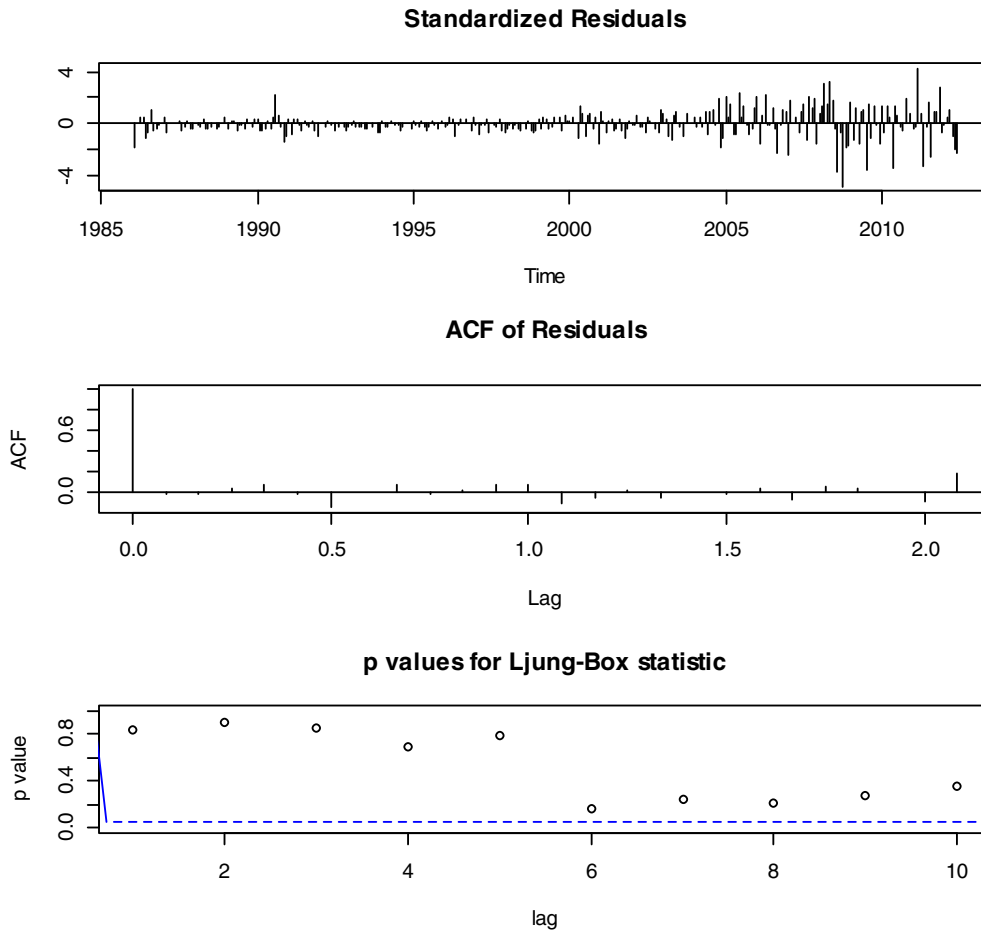 Standardized Residuals
4
0
-4
1985 1990 1995 2000 2005 2010
Time
ACF of Residuals
ACF
0.6
0.0
0.0 0.5 1.0 1.5 2.0
Lag
p values for Ljung-Box statistic
p value
0.8
0.4
0.0
2 4 6 8 10
lag